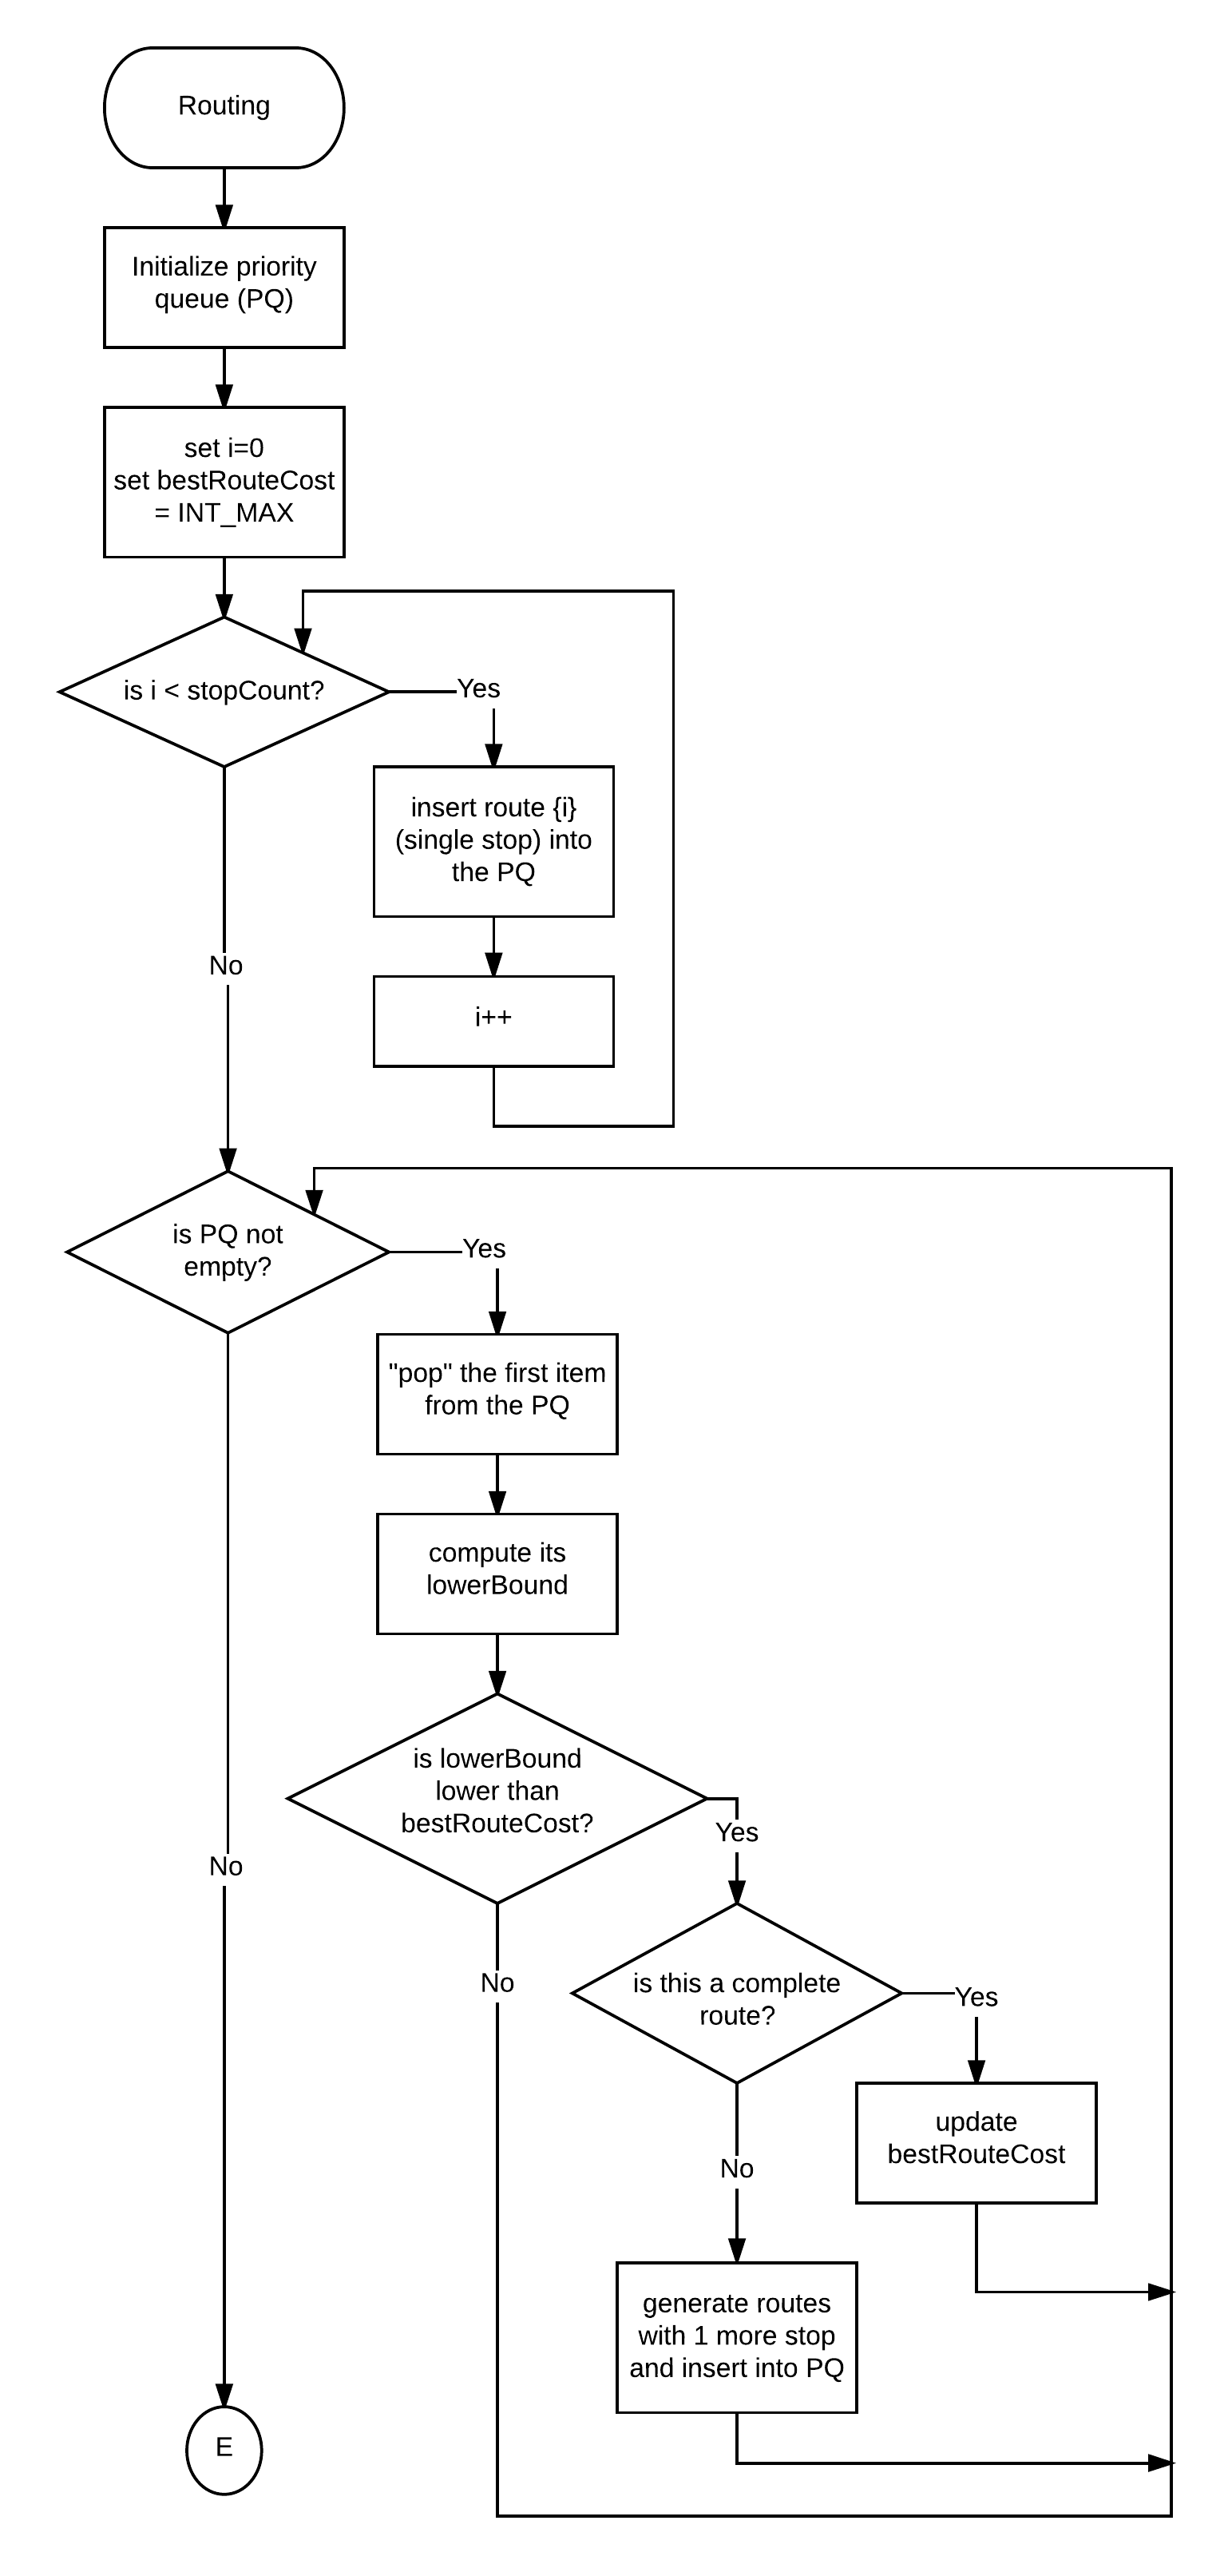 Routing
Initialize priority
queue (PQ)
set i=0
set bestRouteCost
= INT_MAX
is i < stopCount?
Yes
insert route {i}
(single stop) into
the PQ
No
i++
is PQ not
empty?
Yes
"pop" the first item
from the PQ
compute its
lowerBound
is lowerBound
lower than
bestRouteCost?
Yes
No
No
is this a complete
route?
Yes
update
bestRouteCost
No
generate routes
with 1 more stop
and insert into PQ
E